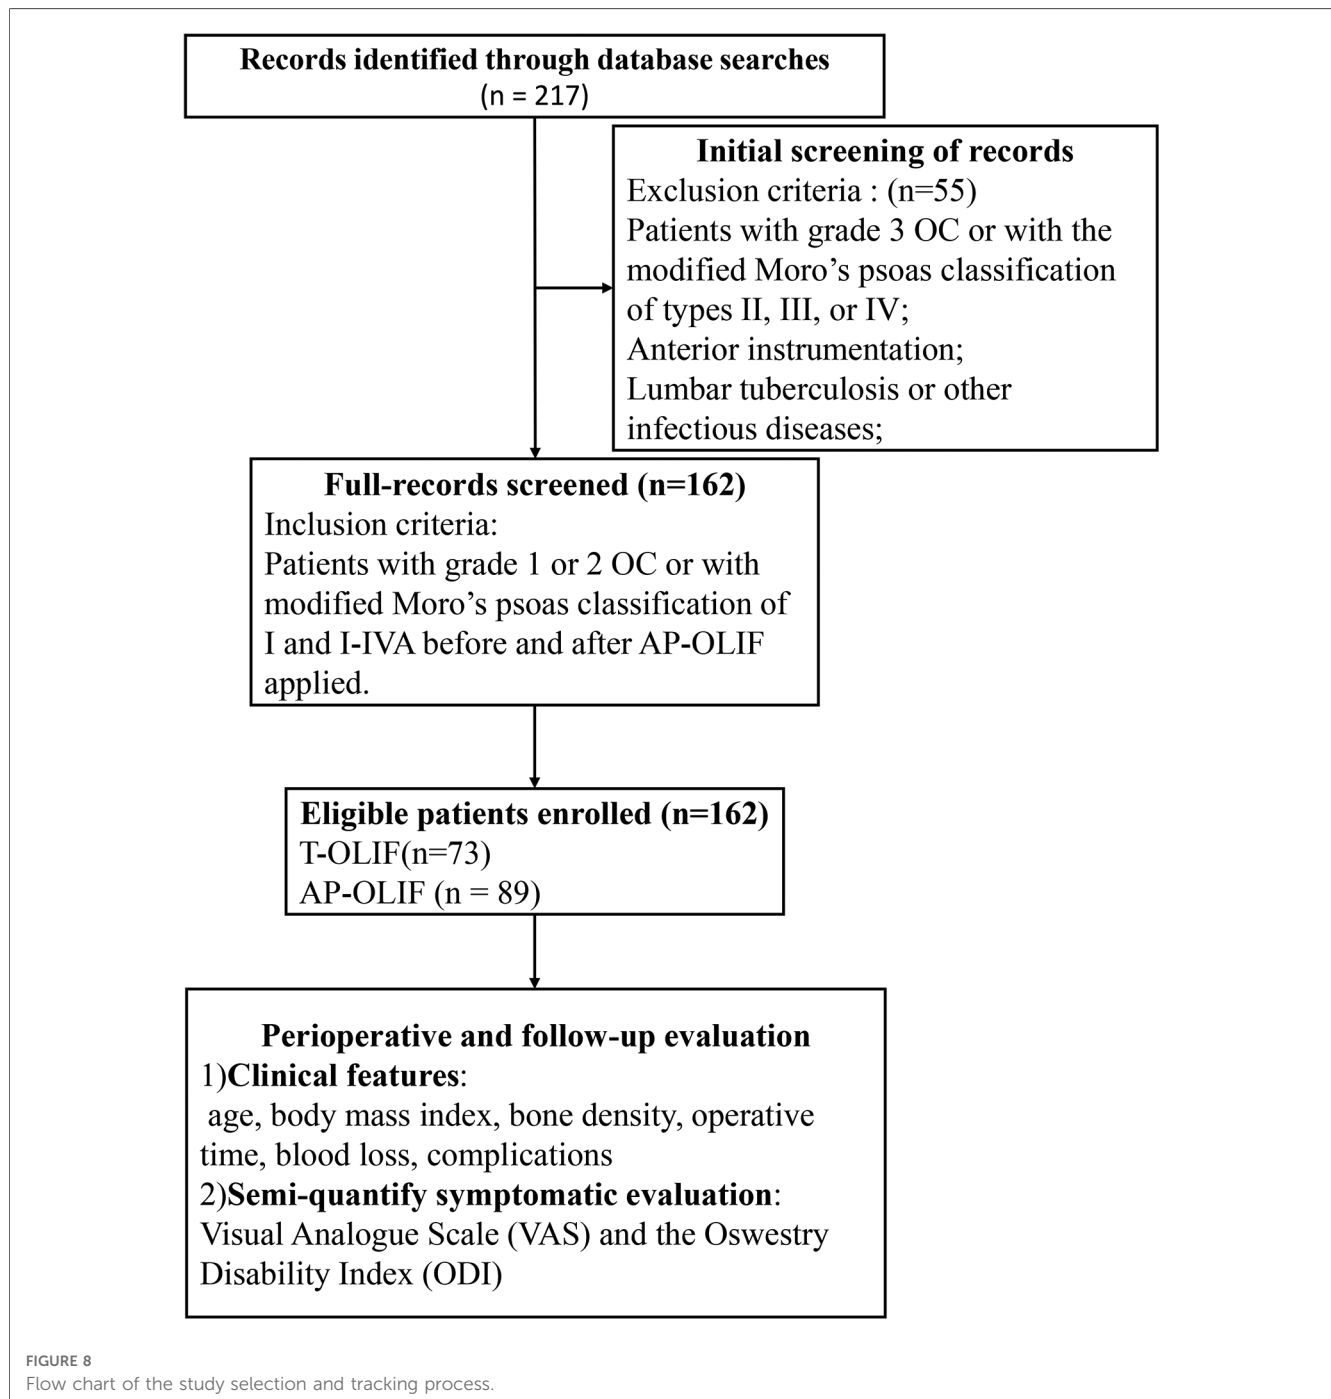 Records identified through database searches
(n = 217)
Initial screening of records
Exclusion criteria : (n=55)
Patients with grade 3 OC or with the
modified Moro’s psoas classification
of types II, III, or IV;
Anterior instrumentation;
Lumbar tuberculosis or other
infectious diseases;
Full-records screened (n=162)
Inclusion criteria:
Patients with grade 1 or 2 OC or with
modified Moro’s psoas classification of
I and I-IVA before and after AP-OLIF
applied.
Eligible patients enrolled (n=162)
T-OLIF(n=73)
AP-OLIF (n = 89)
Perioperative and follow-up evaluation
1)Clinical features:
age, body mass index, bone density, operative
time, blood loss, complications
2)Semi-quantify symptomatic evaluation:
Visual Analogue Scale (VAS) and the Oswestry
Disability Index (ODI)
FIGURE 8
Flow chart of the study selection and tracking process.